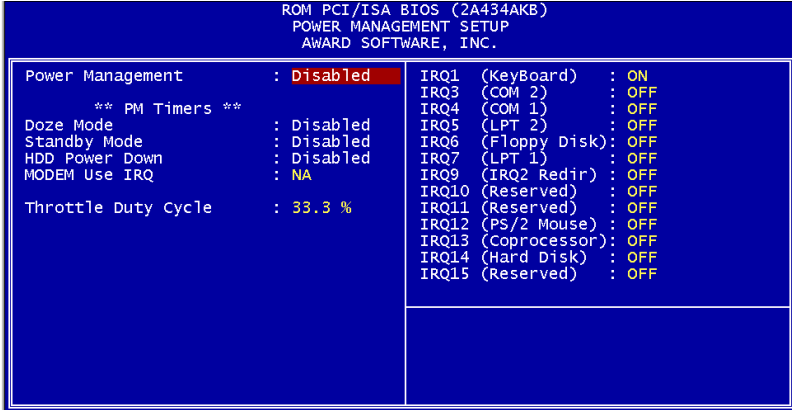 ROM PCI/ISA BIOS (2A434AKB)
POWER MANAGEMENT SETUP
AWARD SOFTWARE, INC.
Power Management : Disabled
** PM Timers **
Doze Mode : Disabled
Standby Mode : Disabled
HDD Power Down : Disabled
MODEM Use IRQ : NA
Throttle Duty Cycle : 33.3 %
IRQ1 (KeyBoard) : ON
IRQ3 (COM 2) : OFF
IRQ4 (COM 1) : OFF
IRQ5 (LPT 2) : OFF
IRQ6 (Floppy Disk): OFF
IRQ7 (LPT 1) : OFF
IRQ9 (IRQ2 Redir) : OFF
IRQ10 (Reserved) : OFF
IRQ11 (Reserved) : OFF
IRQ12 (PS/2 Mouse) : OFF
IRQ13 (Coprocessor): OFF
IRQ14 (Hard Disk) : OFF
IRQ15 (Reserved) : OFF